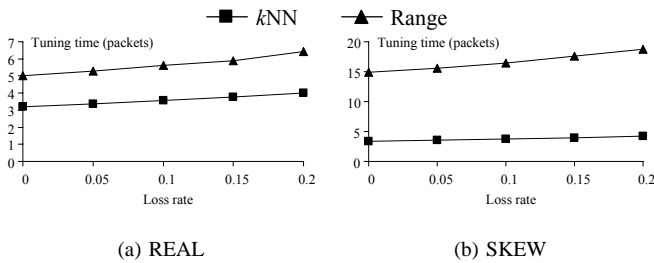 kNN Range
Tuning time (packets)
7
6
5
4
3
2
1
0
0 0.05 0.1 0.15 0.2
Loss rate
(a) REAL
Tuning time (packets)
20
15
10
5
0
0 0.05 0.1 0.15 0.2
Loss rate
(b) SKEW